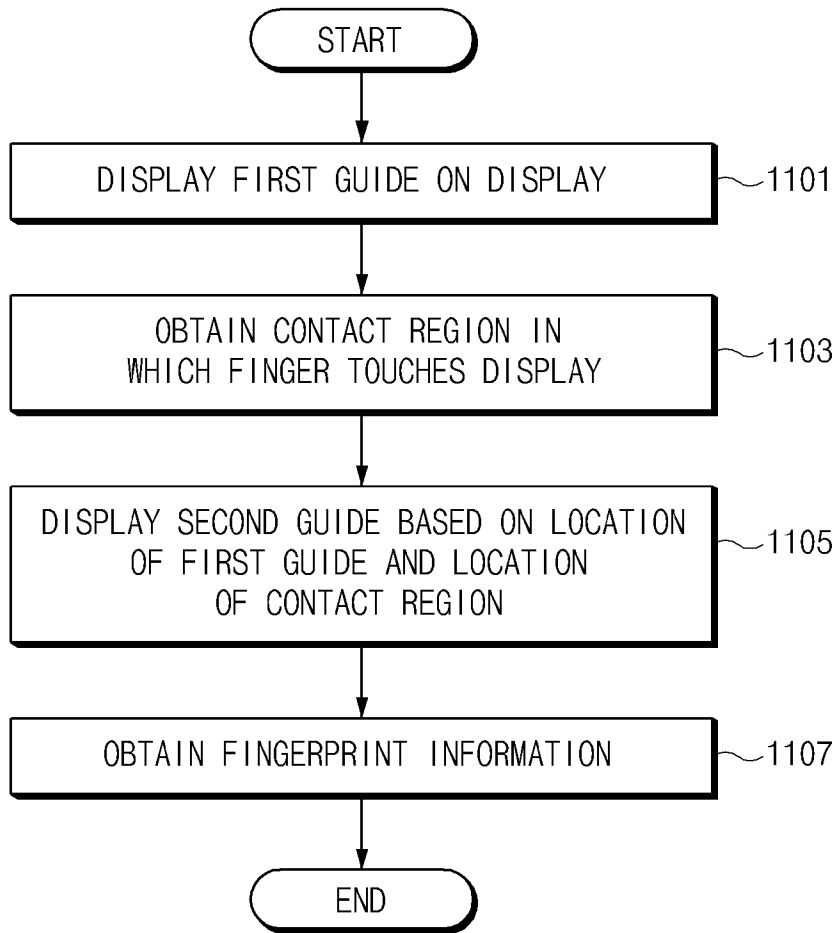 START
DISPLAY FIRST GUIDE ON DISPLAY
1101
OBTAIN CONTACT REGION IN
WHICH FINGER TOUCHES DISPLAY
1103
DISPLAY SECOND GUIDE BASED ON LOCATION
OF FIRST GUIDE AND LOCATION
OF CONTACT REGION
1105
OBTAIN FINGERPRINT INFORMATION
1107
END